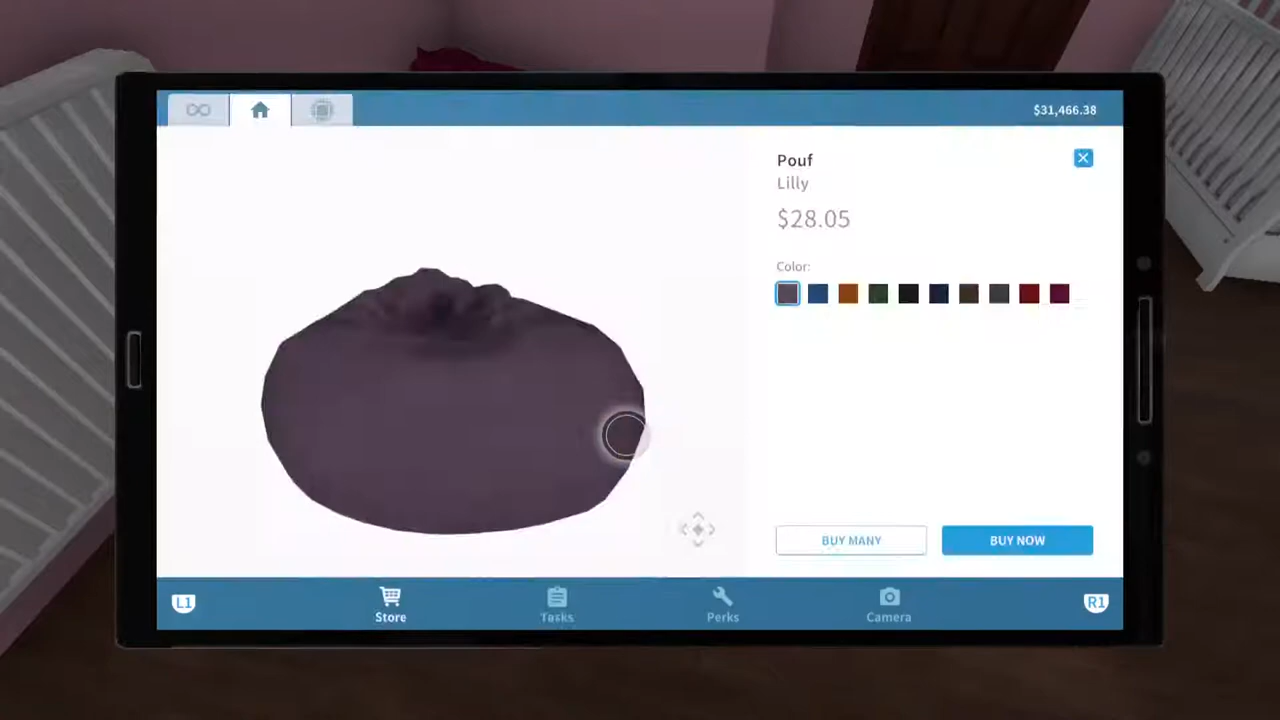 $31,466.38
Pouf
Lilly
$28.05
Color:
BUY MANY
BUY NOW
L1
Store
Tasks
Perks
Camera
R1